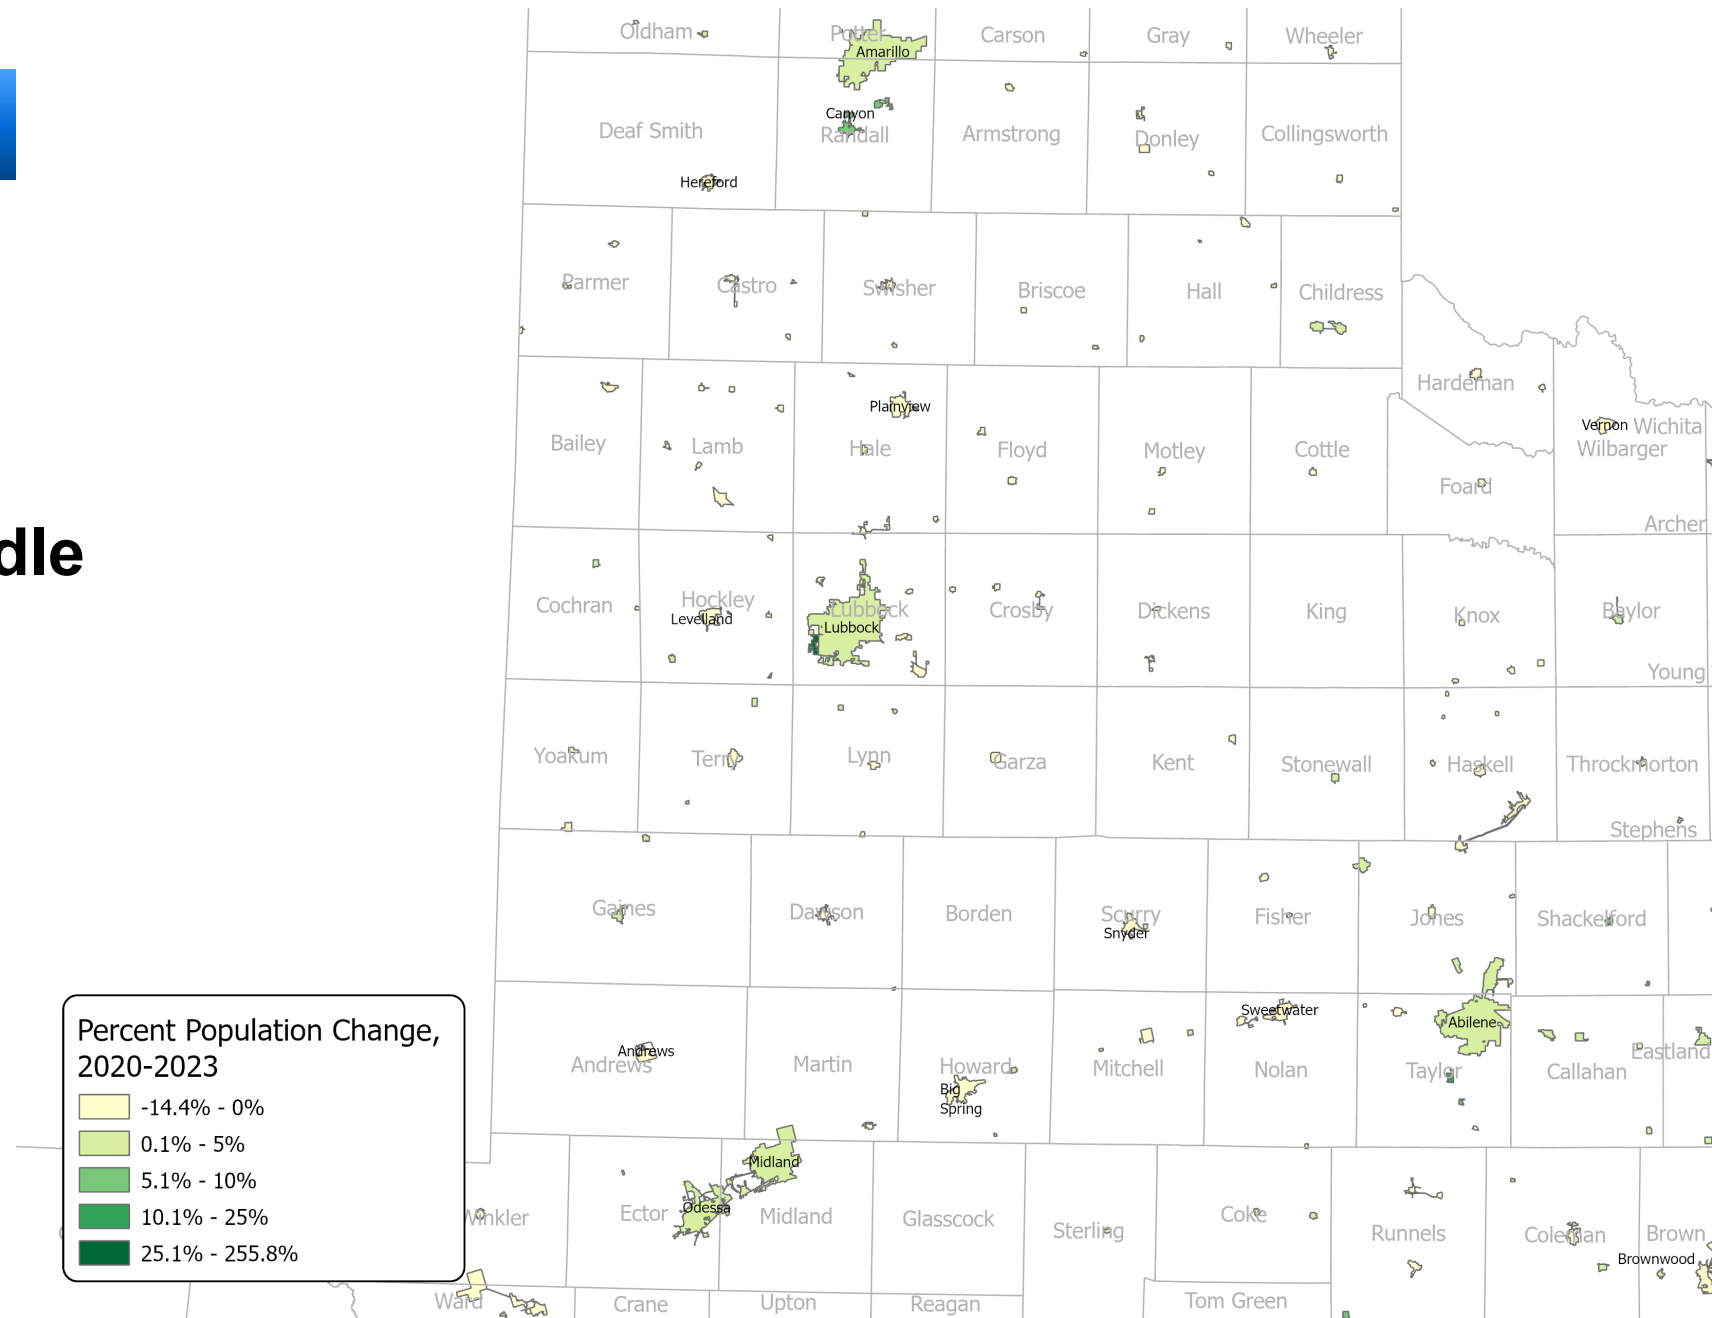 Oldham
Potter
Carson
Gray
Wheeler
Amarillo
Canyon
Deaf Smith
Randall
Armstrong
Donley
Collingsworth
Hereford
Parmer
Castro
Swisher
Briscoe
Hall
Childress
Hardeman
Plainview
Vernon
Wichita
Bailey
Lamb
Hale
Floyd
Motley
Cottle
Wilbarger
Foard
Archer
dle
Cochran
Hockley
Levelland
Lubbock
Lubbock
Crosby
Dickens
King
Knox
Baylor
Young
Yoakum
Terry
Lynn
Garza
Kent
Stonewall
Haskell
Throckmorton
Stephens
Gaines
Dawson
Borden
Scurry
Snyder
Fisher
Jones
Shackelford
Sweetwater
Abilene
Andrews
Andrews
Martin
Howard
Big
Spring
Mitchell
Nolan
Taylor
Callahan
Eastland
Midland
Odessa
Winkler
Ector
Midland
Glasscock
Sterling
Coke
Runnels
Coleman
Brown
Brownwood
Ward
Crane
Upton
Reagan
Tom Green
Percent Population Change,
2020-2023
-14.4% - 0%
0.1% - 5%
5.1% - 10%
10.1% - 25%
25.1% - 255.8%